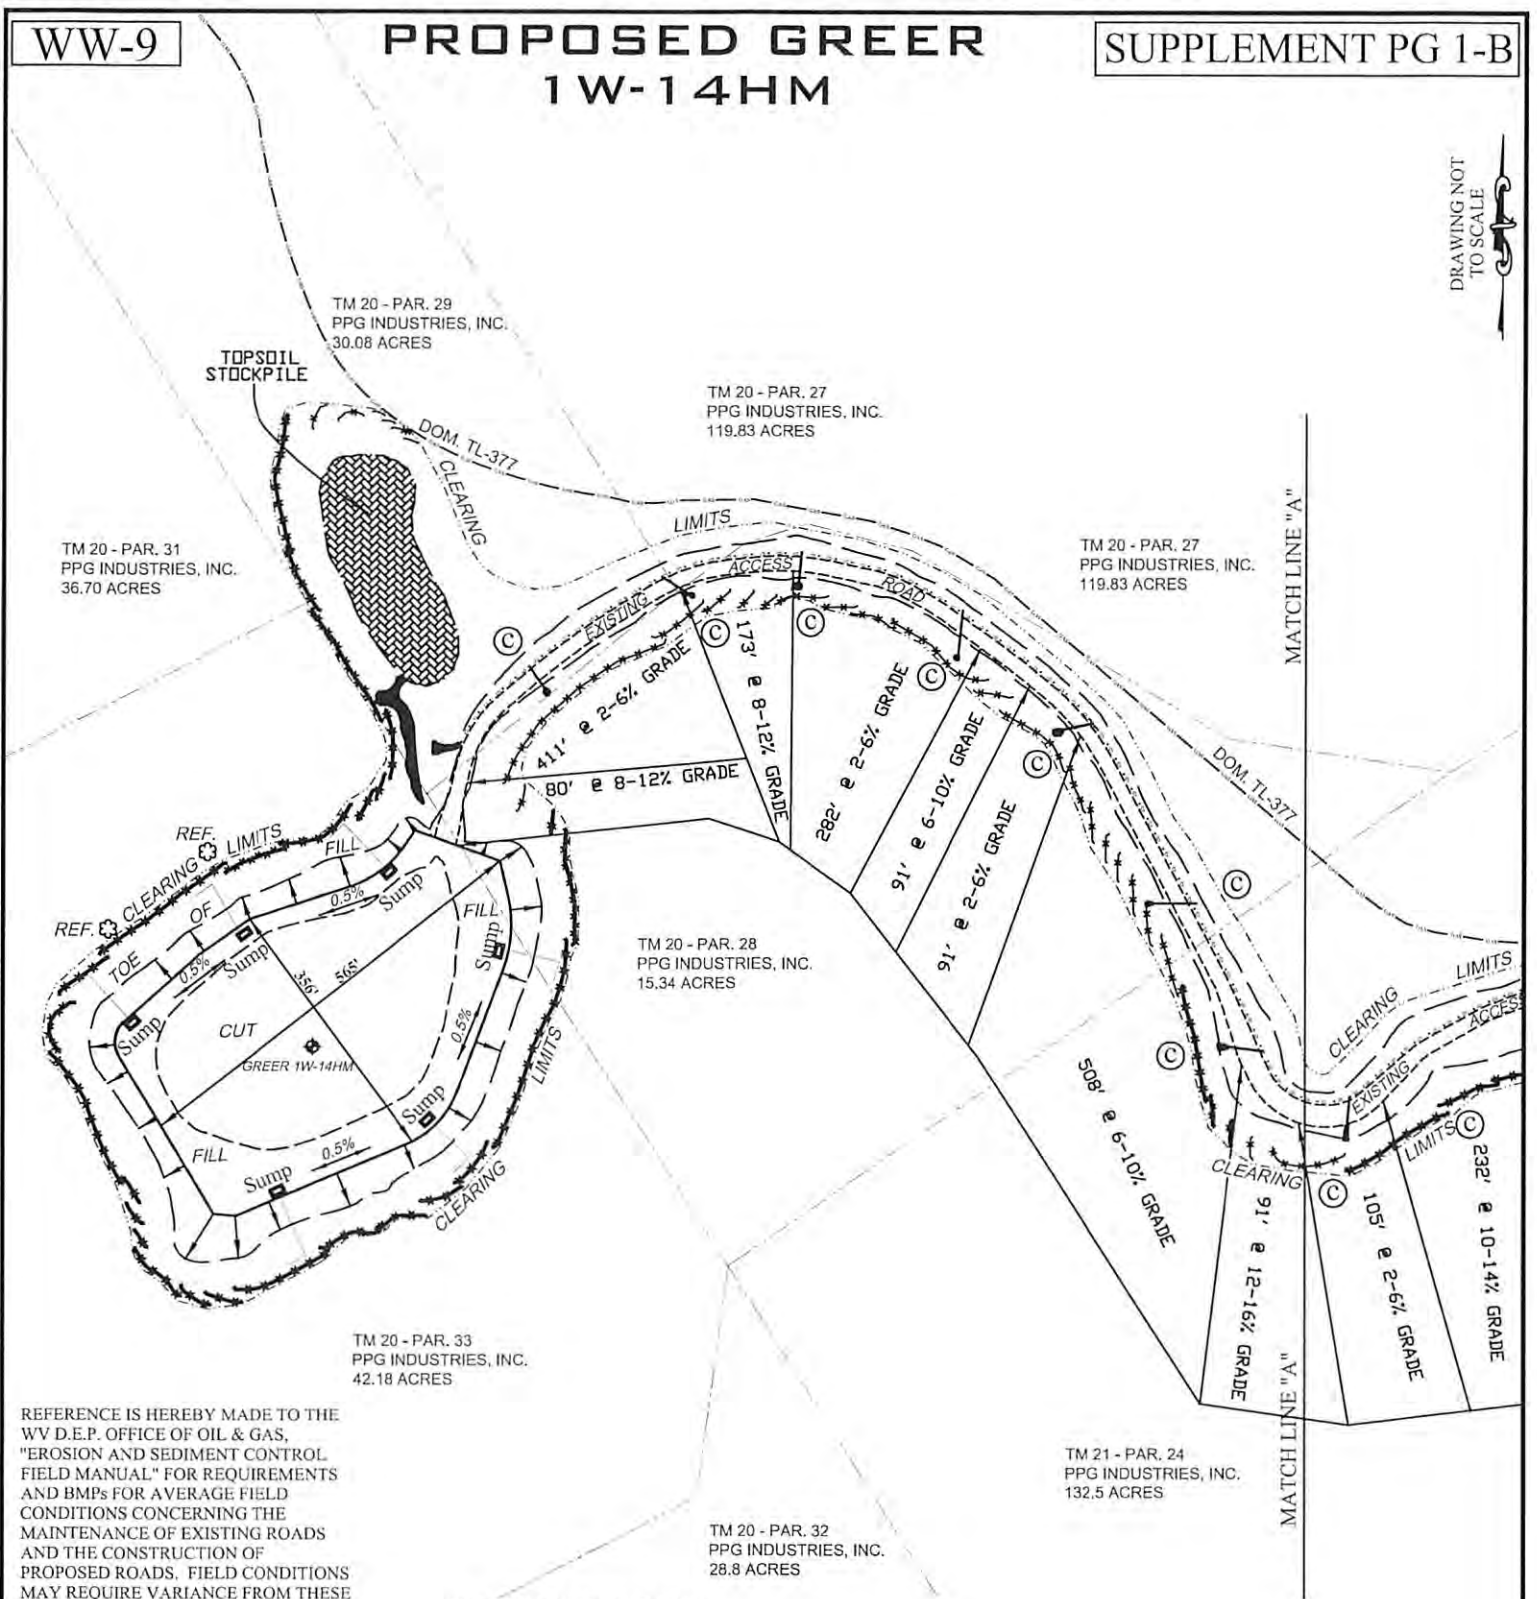 WW-9
PROPOSED GREER
1W-14HM
SUPPLEMENT PG 1-B
DRAWING NOT
TO SCALE
TM 20 - PAR. 29
PPG INDUSTRIES, INC.
30.08 ACRES
TOPSOIL
STOCKPILE
TM 20 - PAR. 27
PPG INDUSTRIES, INC.
119.83 ACRES
DOM. TL-377
CLEARING
LIMITS
MATCH LINE "A"
TM 20 - PAR. 31
PPG INDUSTRIES, INC.
36.70 ACRES
TM 20 - PAR. 27
PPG INDUSTRIES, INC.
119.83 ACRES
EXISTING
ACCESS
ROAD
C
C
C
C
C
C
C
C
C
411' @ 2-6% GRADE
173' @ 8-12% GRADE
80' @ 8-12% GRADE
282' @ 2-6% GRADE
91' @ 6-10% GRADE
91' @ 2-6% GRADE
DOM. TL-377
REF.
REF.
CLEARING
LIMITS
TOE
OF
FILL
0.5%
Sump
0.5%
Sump
Sump
FILL
Sump
356'
565'
CUT
GREER 1W-14HM
0.5%
LIMITS
Sump
FILL
0.5%
Sump
CLEARING
TM 20 - PAR. 28
PPG INDUSTRIES, INC.
15.34 ACRES
LIMITS
CLEARING
ACCESS
EXISTING
LIMITS
CLEARING
508' @ 6-10% GRADE
91' @ 12-16% GRADE
105' @ 2-6% GRADE
232' @ 10-14% GRADE
TM 20 - PAR. 33
PPG INDUSTRIES, INC.
42.18 ACRES
MATCH LINE "A"
TM 21 - PAR. 24
PPG INDUSTRIES, INC.
132.5 ACRES
TM 20 - PAR. 32
PPG INDUSTRIES, INC.
28.8 ACRES
REFERENCE IS HEREBY MADE TO THE
WV D.E.P. OFFICE OF OIL & GAS,
"EROSION AND SEDIMENT CONTROL
FIELD MANUAL" FOR REQUIREMENTS
AND BMPs FOR AVERAGE FIELD
CONDITIONS CONCERNING THE
MAINTENANCE OF EXISTING ROADS
AND THE CONSTRUCTION OF
PROPOSED ROADS. FIELD CONDITIONS
MAY REQUIRE VARIANCE FROM THESE